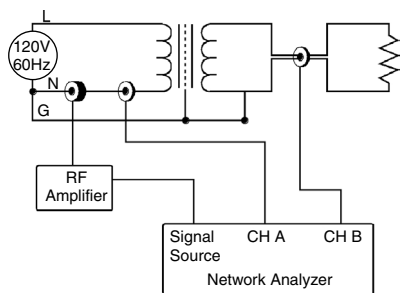 L
120V
60Hz
N
G
RF
Amplifier
Signal
Source
CH A
CH B
Network Analyzer